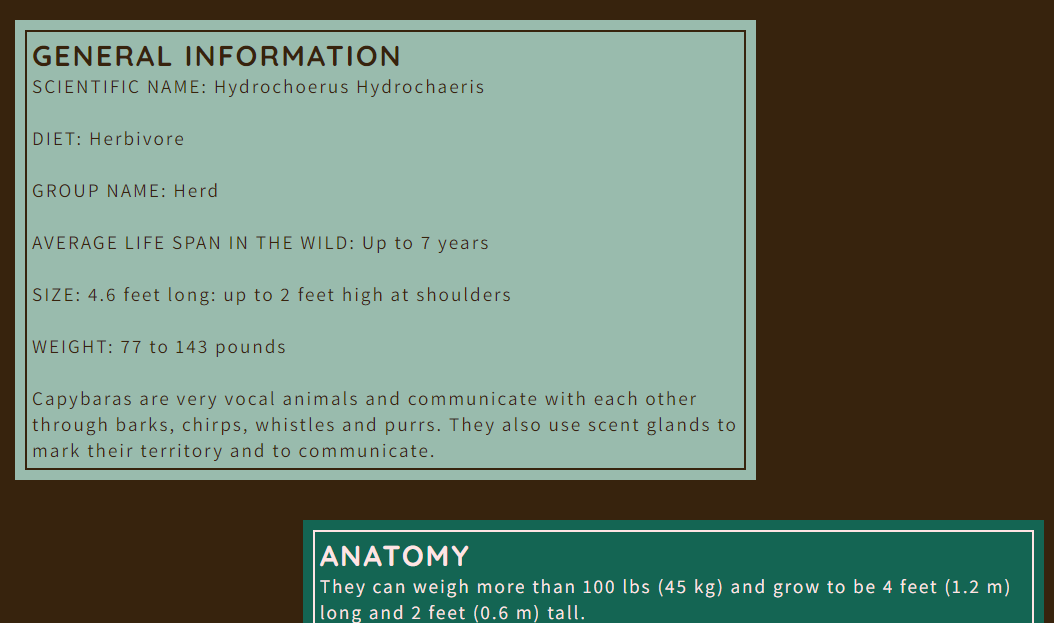 GENERAL INFORMATION
SCIENTIFIC NAME: Hydrochoerus Hydrochaeris
DIET: Herbivore
GROUP NAME: Herd
AVERAGE LIFE SPAN IN THE WILD: Up to 7 years
SIZE: 4.6 feet long: up to 2 feet high at shoulders
WEIGHT: 77 to 143 pounds
Capybaras are very vocal animals and communicate with each other
through barks, chirps, whistles and purrs. They also use scent glands to
mark their territory and to communicate.
ANATOMY
They can weigh more than 100 lbs (45 kg) and grow to be 4 feet (1.2 m)
long and 2 feet (0.6 m) tall.